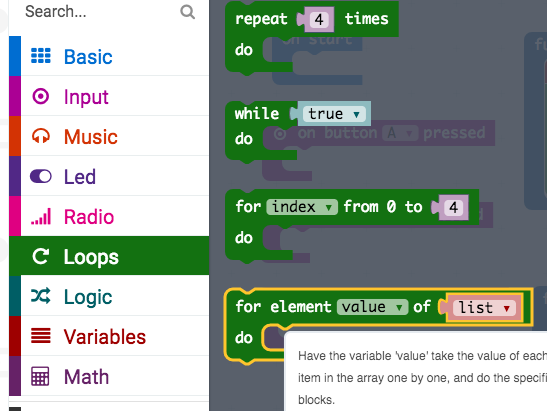 Search...
Basic
Input
Music
Led
Radio
Loops
Logic
Variables
Math
repeat 4 times
do
on start
while true
do
on button A pressed
for index from 0 to 4
do
for element value of list
do
Have the variable 'value' take the value of each
item in the array one by one, and do the specifi
blocks.